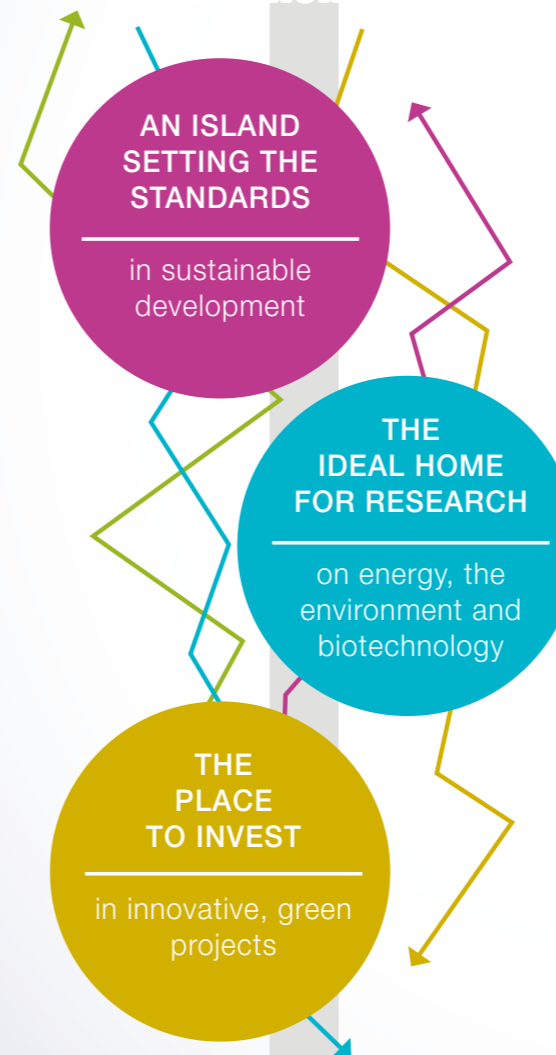 AN ISLAND
SETTING THE
STANDARDS
in sustainable
development
THE
IDEAL HOME
FOR RESEARCH
on energy, the
environment and
biotechnology
THE
PLACE
TO INVEST
in innovative, green
projects